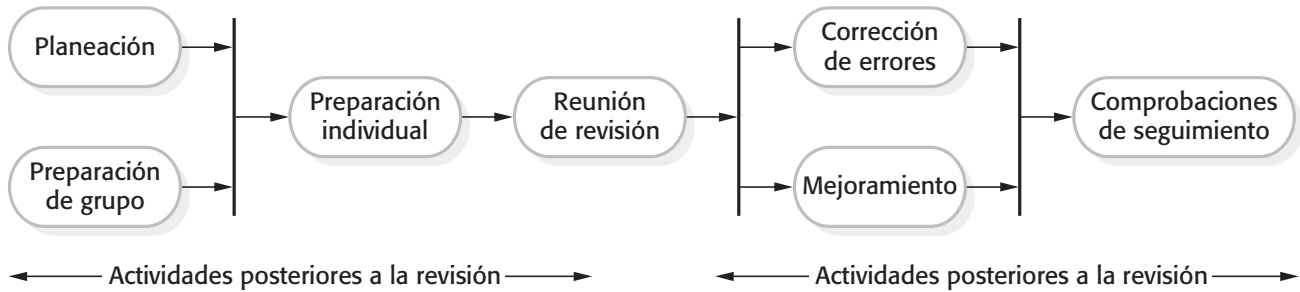 Planeación
Preparación
de grupo
Preparación
individual
Reunión
de revisión
Corrección
de errores
Mejoramiento
Comprobaciones
de seguimiento
Actividades posteriores a la revisión
Actividades posteriores a la revisión